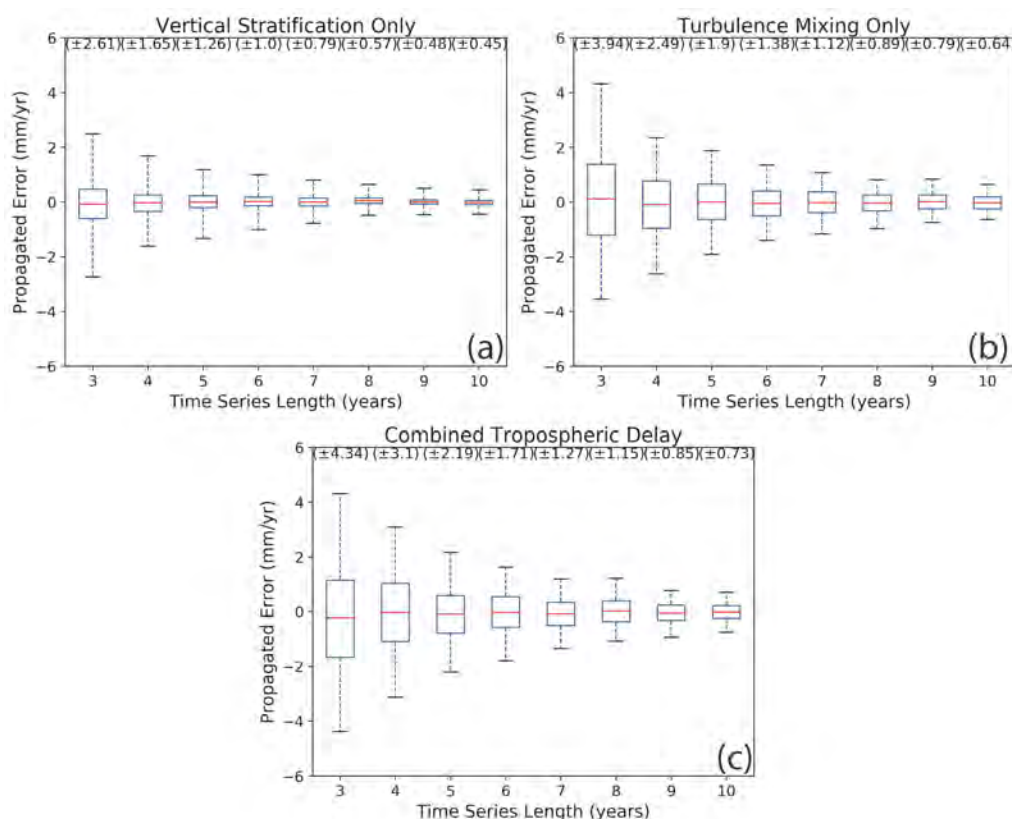 Vertical Stratification Only
(±2.61)(±1.65)(±1.26)(±1.0)(±0.79)(±0.57)(±0.48)(±0.45)
6
4
2
0
−2
−4
−6
Propagated Error (mm/yr)
(a)
3 4 5 6 7 8 9 10
Time Series Length (years)
Turbulence Mixing Only
(±3.94)(±2.49)(±1.9)(±1.38)(±1.12)(±0.89)(±0.79)(±0.64
6
4
2
0
−2
−4
−6
Propagated Error (mm/yr)
(b)
3 4 5 6 7 8 9 10
Time Series Length (years)
Combined Tropospheric Delay
(±4.34) (±3.1)(±2.19)(±1.71)(±1.27)(±1.15)(±0.85)(±0.73)
6
4
2
0
−2
−4
−6
Propagated Error (mm/yr)
(c)
3 4 5 6 7 8 9 10
Time Series Length (years)